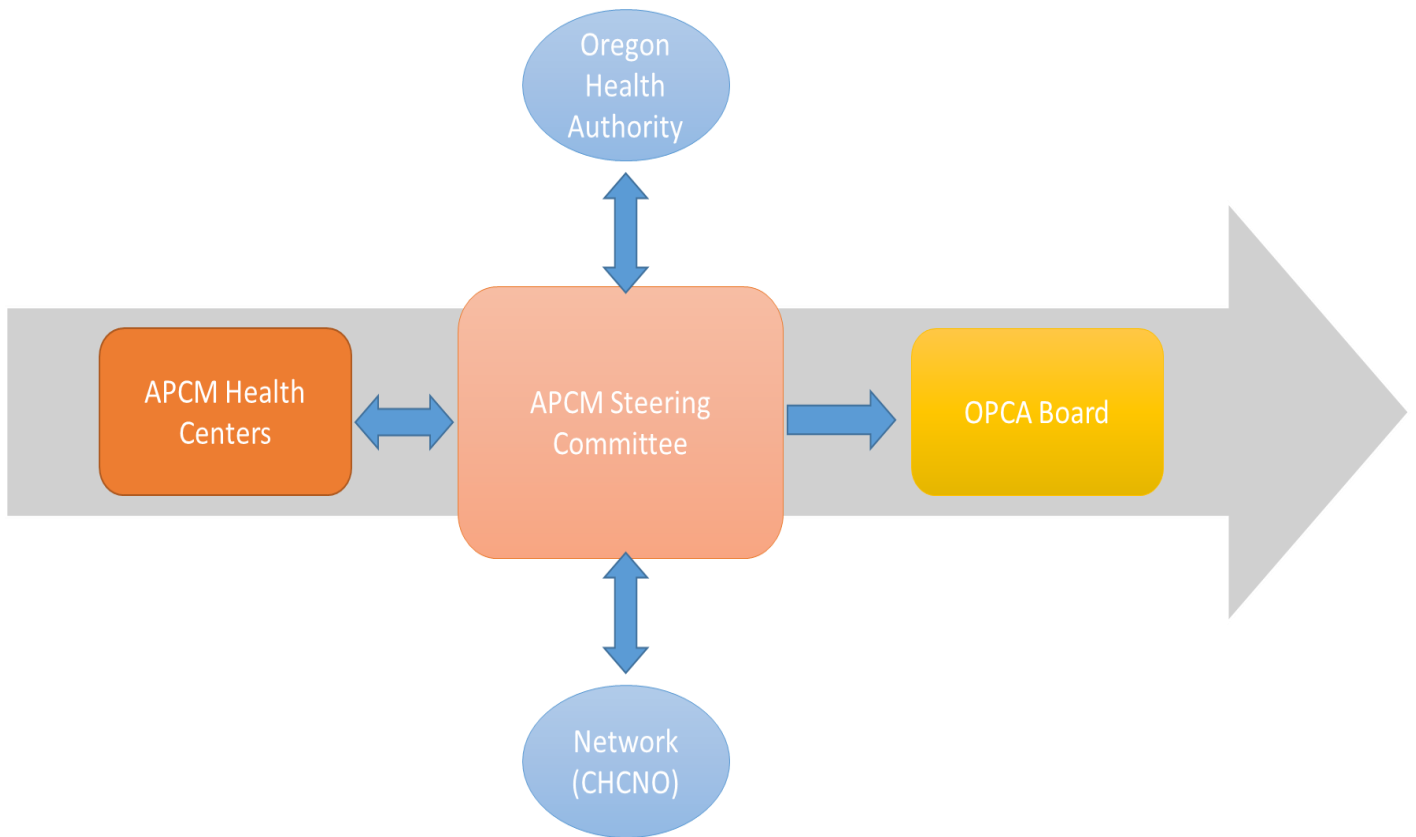 Oregon
Health
Authority
APCM Health
Centers
APCM Steering
Committee
OPCA Board
Network
(CHCNO)